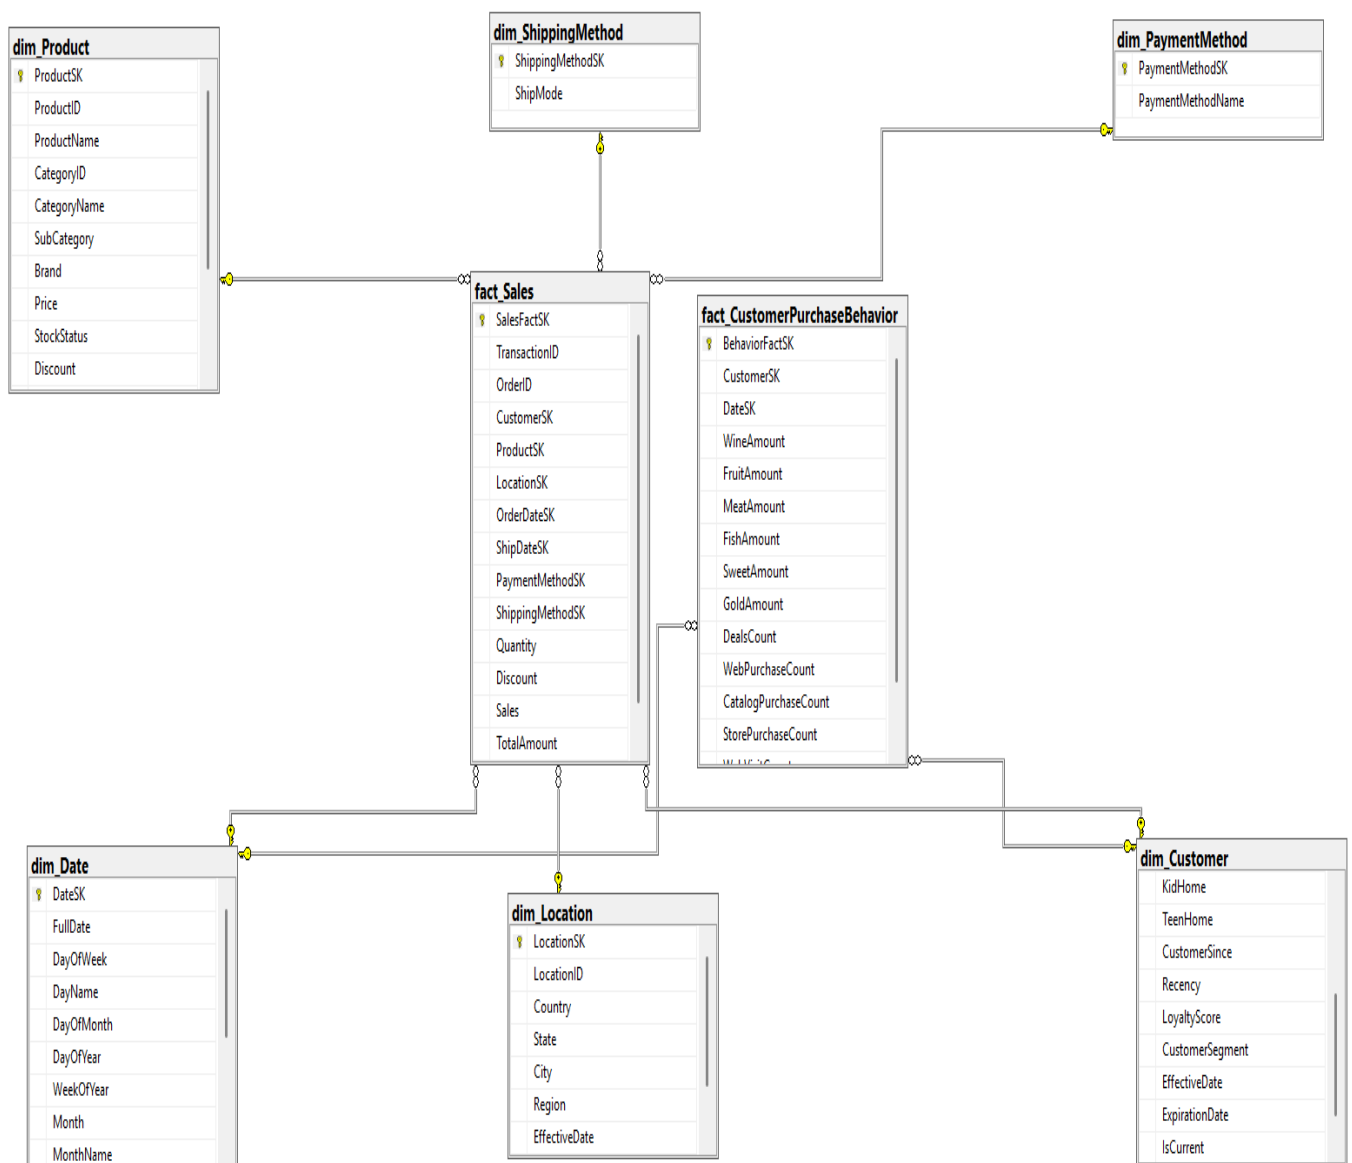 dim_Product
ProductSK
ProductID
ProductName
CategoryID
CategoryName
SubCategory
Brand
Price
StockStatus
Discount
dim_ShippingMethod
ShippingMethodSK
ShipMode
dim_PaymentMethod
PaymentMethodSK
PaymentMethodName
fact_Sales
SalesFactSK
TransactionID
OrderID
CustomerSK
ProductSK
LocationSK
OrderDateSK
ShipDateSK
PaymentMethodSK
ShippingMethodSK
Quantity
Discount
Sales
TotalAmount
fact_CustomerPurchaseBehavior
BehaviorFactSK
CustomerSK
DateSK
WineAmount
FruitAmount
MeatAmount
FishAmount
SweetAmount
GoldAmount
DealsCount
WebPurchaseCount
CatalogPurchaseCount
StorePurchaseCount
dim_Date
DateSK
FullDate
DayOfWeek
DayName
DayOfMonth
DayOfYear
WeekOfYear
Month
MonthName
dim_Location
LocationSK
LocationID
Country
State
City
Region
EffectiveDate
dim_Customer
KidHome
TeenHome
CustomerSince
Recency
LoyaltyScore
CustomerSegment
EffectiveDate
ExpirationDate
IsCurrent